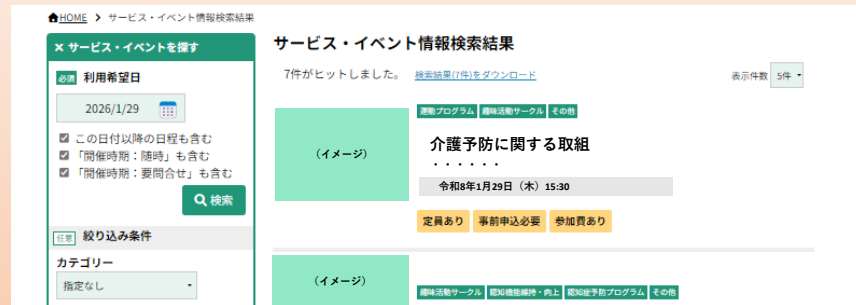 HOME > サービス・イベント情報検索結果
× サービス・イベントを探す
必須 利用希望日
2026/1/29
この日付以降の日程も含む
「開催時期：随時」も含む
「開催時期：要問合せ」も含む
検索
任意 絞り込み条件
カテゴリー
指定なし
サービス・イベント情報検索結果
7件がヒットしました。 検索結果(7件)をダウンロード
表示件数 5件
（イメージ）
運動プログラム 趣味活動サークル その他
介護予防に関する取組
・・・・・・
令和8年1月29日（木）15:30
定員あり 事前申込必要 参加費あり
（イメージ）
趣味活動サークル 認知機能維持・向上 認知症予防プログラム その他